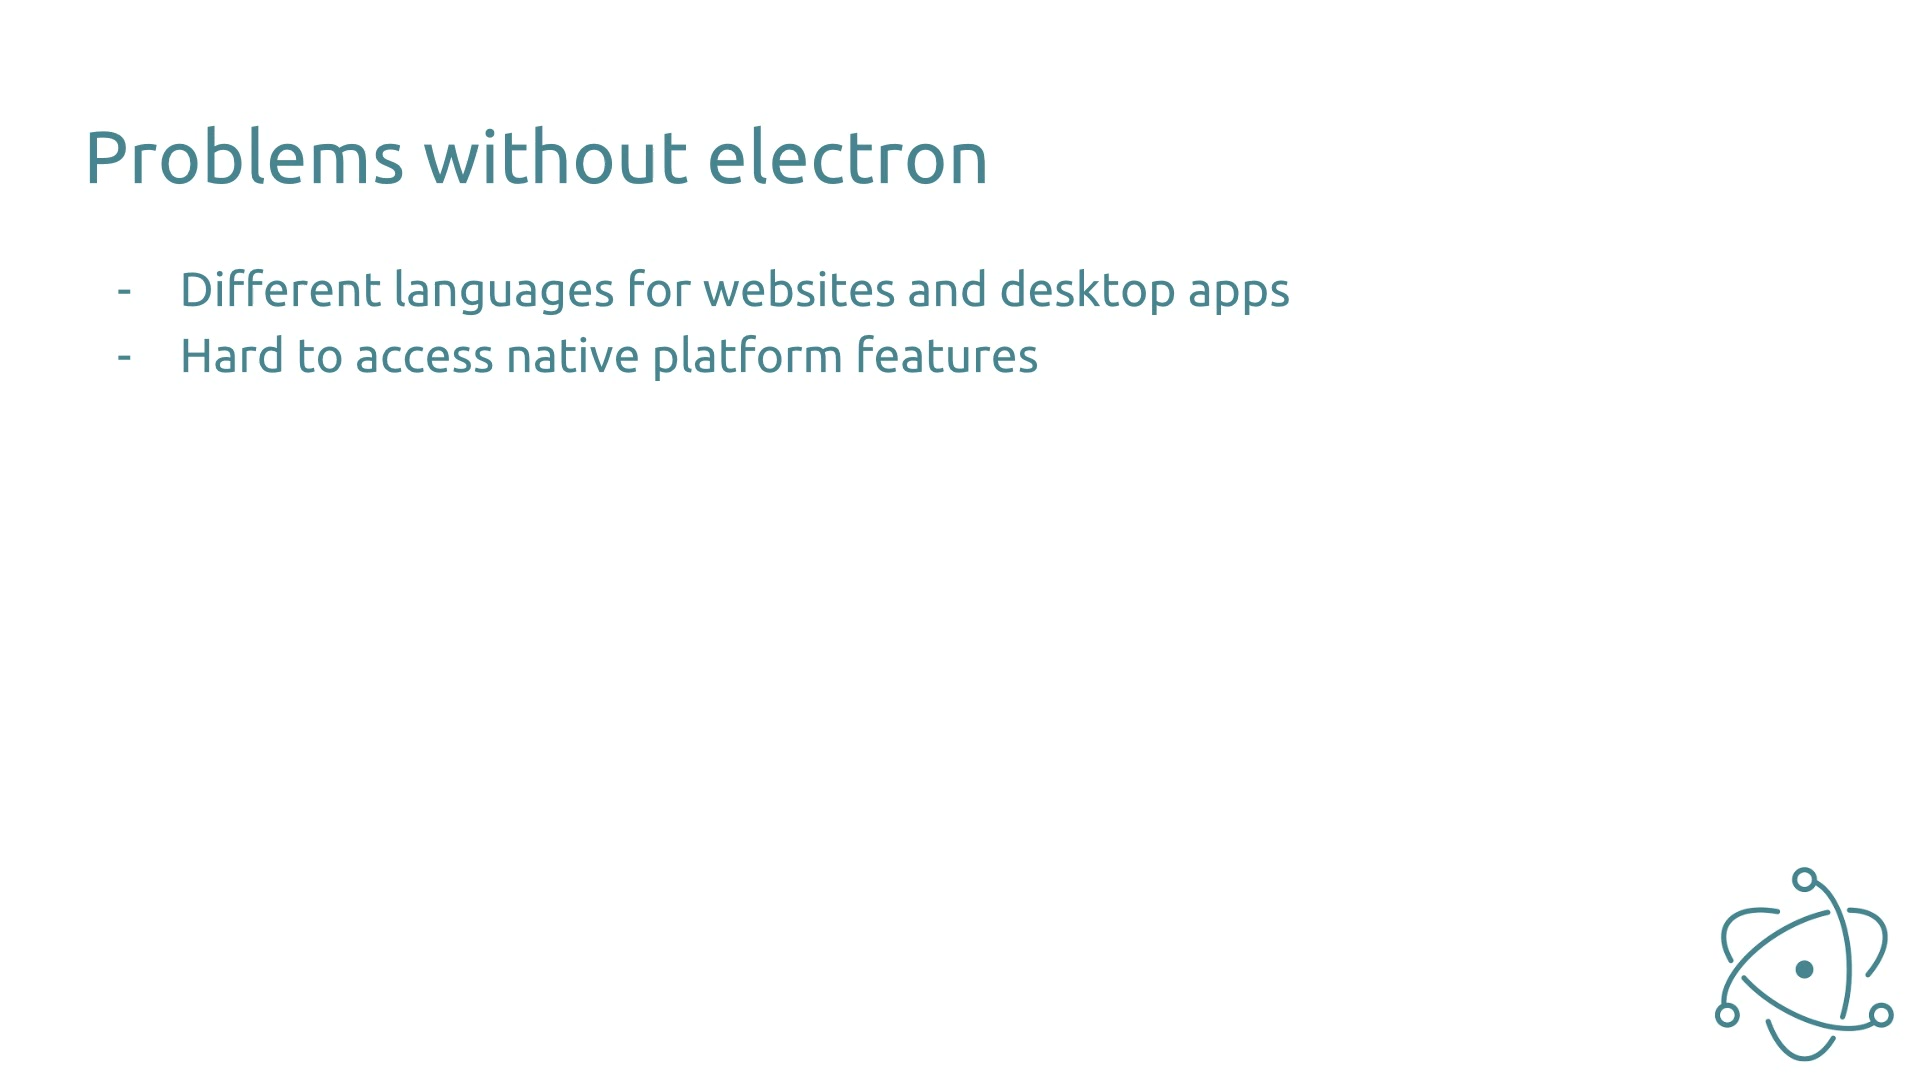 Problems without electron
- Different languages for websites and desktop apps
- Hard to access native platform features